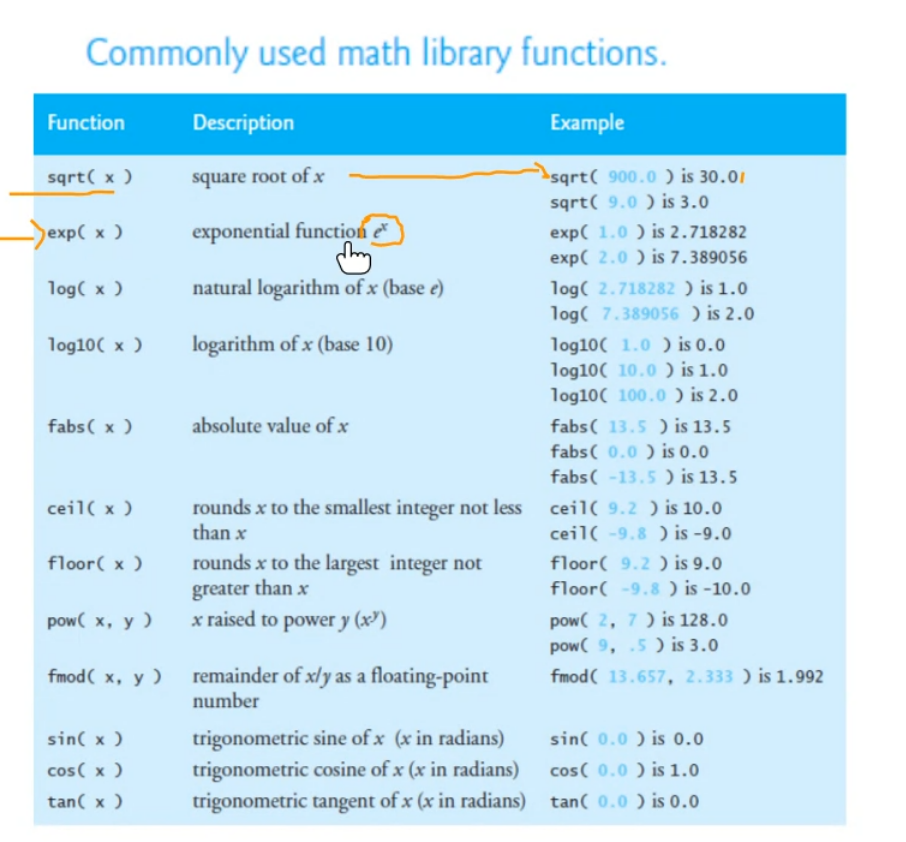 Commonly used math library functions.
Function Description Example
sqrt( x ) square root of x sqrt( 900.0 ) is 30.0
sqrt( 9.0 ) is 3.0
exp( x ) exponential function eˣ exp( 1.0 ) is 2.718282
exp( 2.0 ) is 7.389056
log( x ) natural logarithm of x (base e) log( 2.718282 ) is 1.0
log( 7.389056 ) is 2.0
log10( x ) logarithm of x (base 10) log10( 1.0 ) is 0.0
log10( 10.0 ) is 1.0
log10( 100.0 ) is 2.0
fabs( x ) absolute value of x fabs( 13.5 ) is 13.5
fabs( 0.0 ) is 0.0
fabs( -13.5 ) is 13.5
ceil( x ) rounds x to the smallest integer not less ceil( 9.2 ) is 10.0
than x ceil( -9.8 ) is -9.0
floor( x ) rounds x to the largest integer not floor( 9.2 ) is 9.0
greater than x floor( -9.8 ) is -10.0
pow( x, y ) x raised to power y (xʸ) pow( 2, 7 ) is 128.0
pow( 9, .5 ) is 3.0
fmod( x, y ) remainder of x/y as a floating-point fmod( 13.657, 2.333 ) is 1.992
number
sin( x ) trigonometric sine of x (x in radians) sin( 0.0 ) is 0.0
cos( x ) trigonometric cosine of x (x in radians) cos( 0.0 ) is 1.0
tan( x ) trigonometric tangent of x (x in radians) tan( 0.0 ) is 0.0